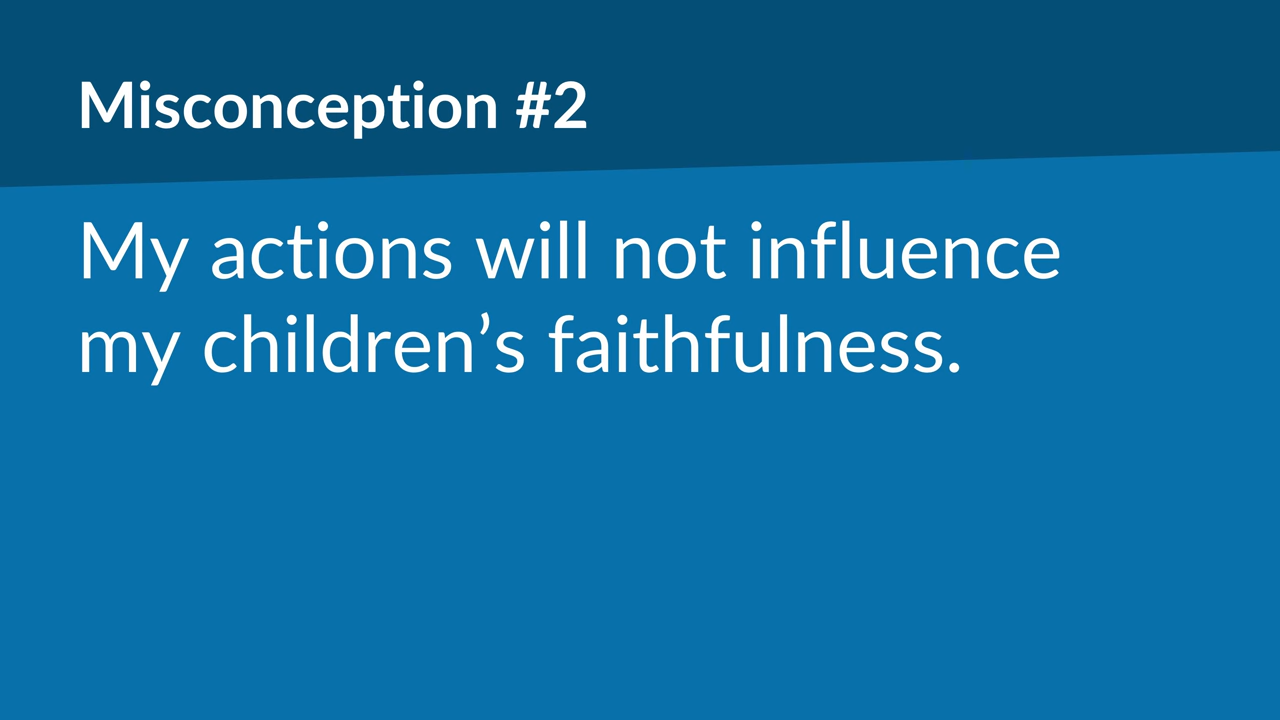 Misconception #2
My actions will not influence
my children’s faithfulness.